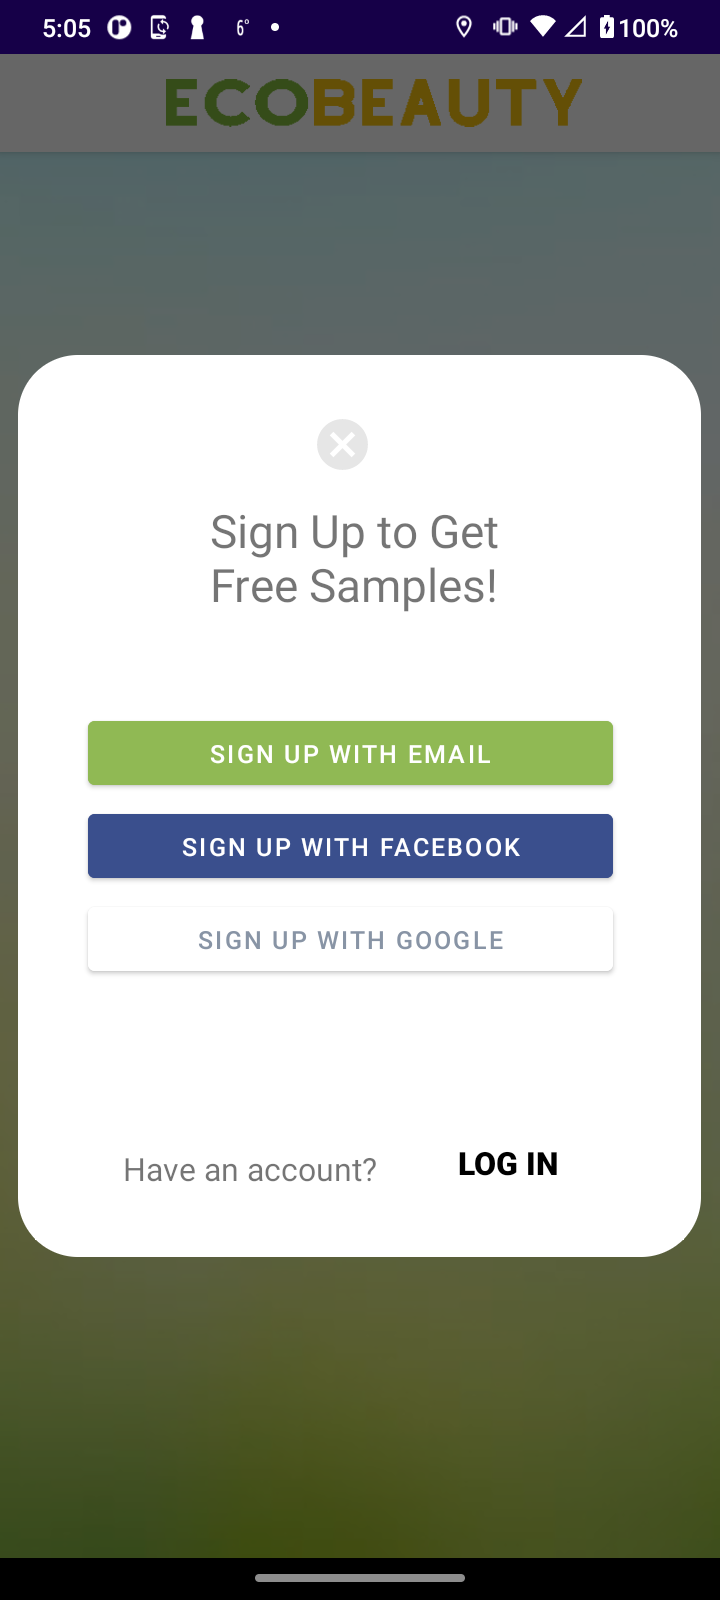 5:05 6° 100%
ECOBEAUTY
Sign Up to Get
Free Samples!
SIGN UP WITH EMAIL
SIGN UP WITH FACEBOOK
SIGN UP WITH GOOGLE
Have an account? LOG IN